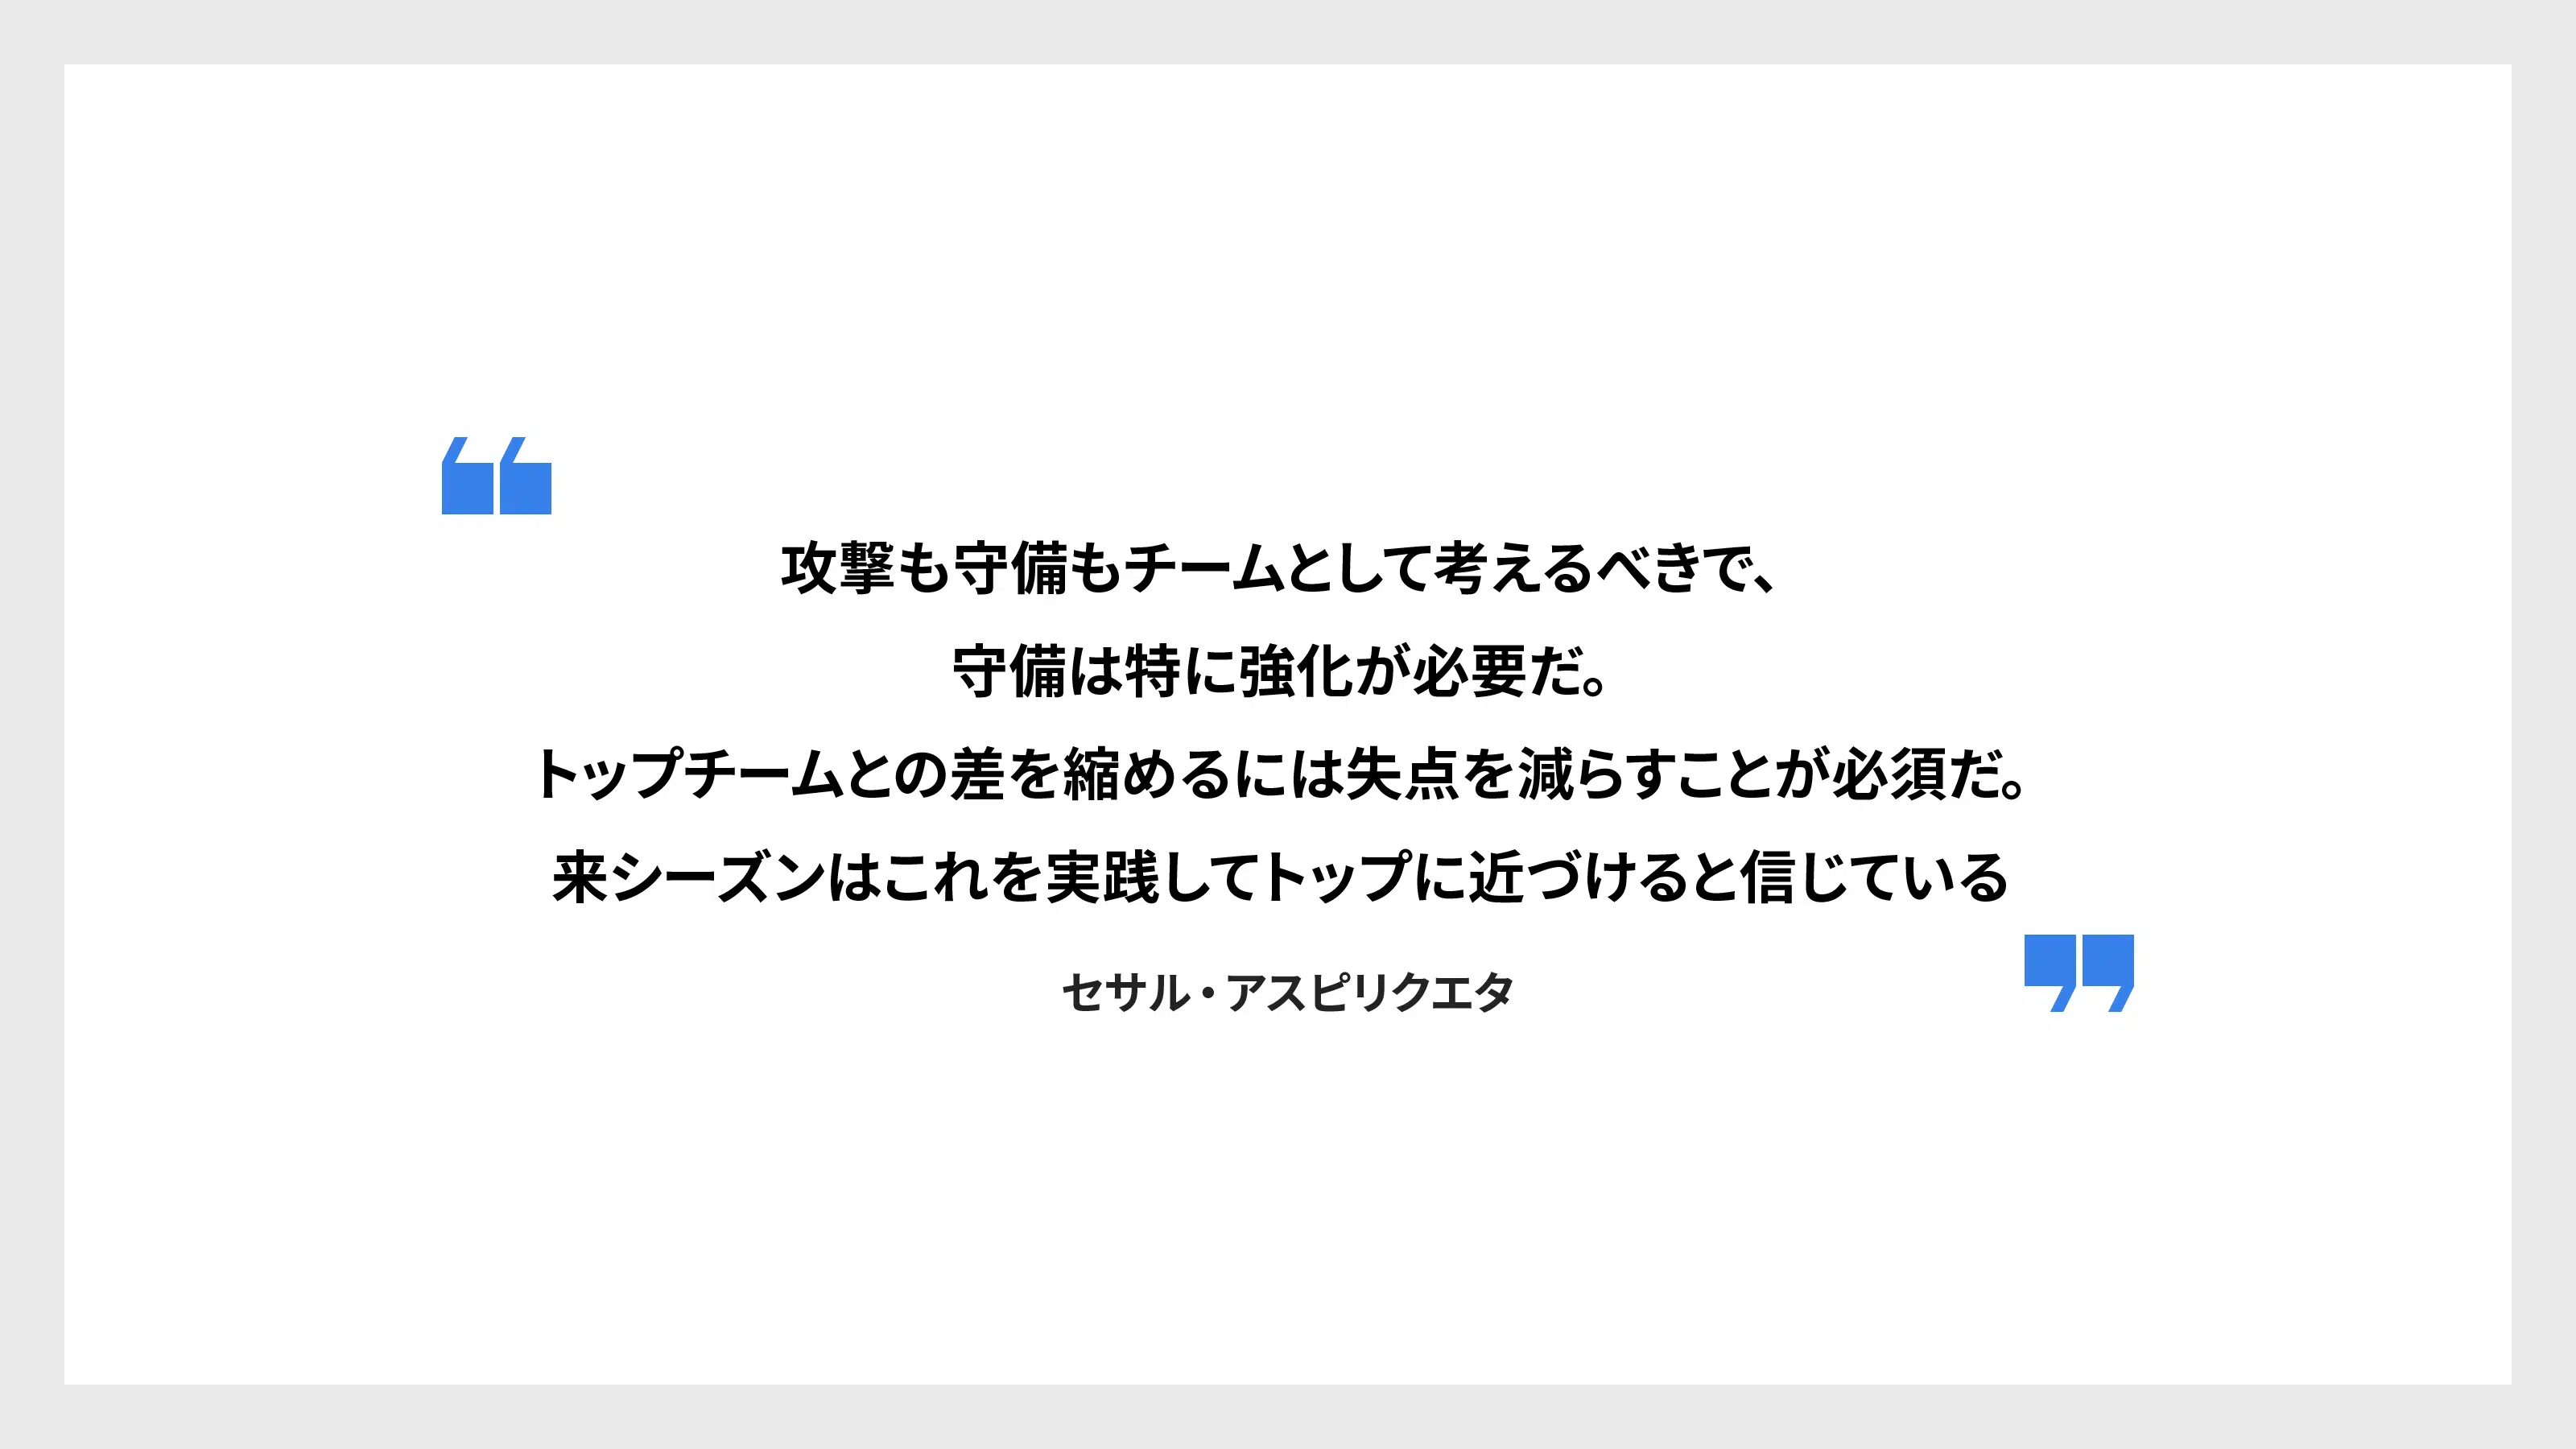 攻撃も守備もチームとして考えるべきで、
守備は特に強化が必要だ。
トップチームとの差を縮めるには失点を減らすことが必須だ。
来シーズンはこれを実践してトップに近づけると信じている
セサル・アスピリクエタ